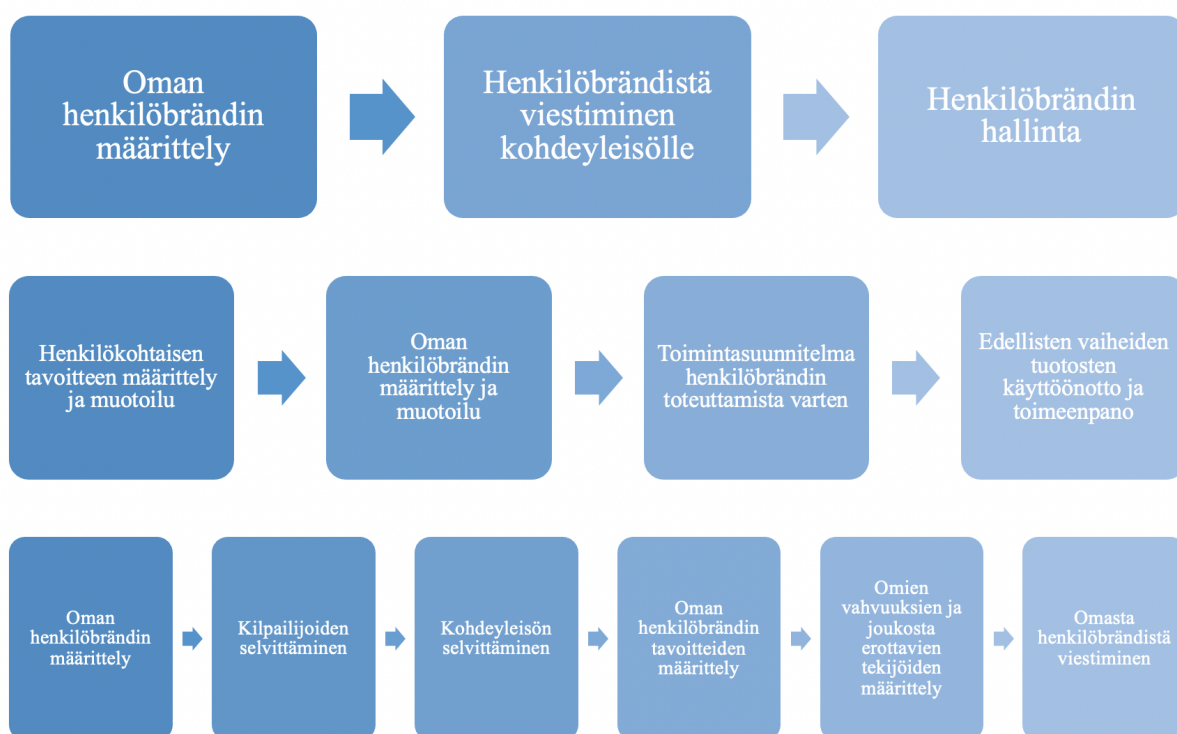 Oman
henkilöbrändin
määrittely
Henkilöbrändistä
viestiminen
kohdeyleisölle
Henkilöbrändin
hallinta
Henkilökohtaisen
tavoitteen määrittely
ja muotoilu
Oman
henkilöbrändin
määrittely ja
muotoilu
Toimintasuunnitelma
henkilöbrändin
toteuttamista varten
Edellisten vaiheiden
tuotosten
käyttöönotto ja
toimeenpano
Oman
henkilöbrändin
määrittely
Kilpailijoiden
selvittäminen
Kohdeyleisön
selvittäminen
Oman
henkilöbrändin
tavoitteiden
määrittely
Omien
vahvuuksien ja
joukosta
erottavien
tekijöiden
määrittely
Omasta
henkilöbrändistä
viestiminen